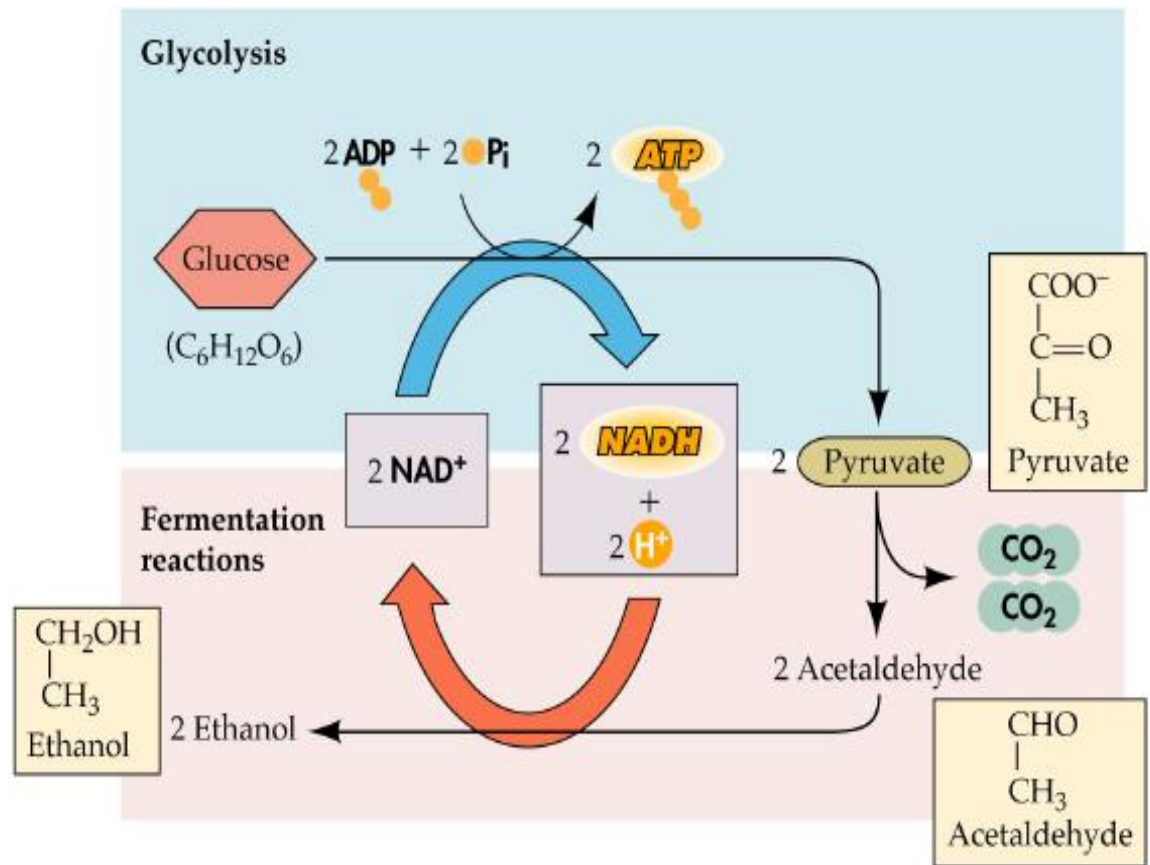 Glycolysis
2 ADP + 2 Pi
2 ATP
Glucose
(C₆H₁₂O₆)
COO⁻
C=O
CH₃
Pyruvate
2 NAD⁺
2 NADH
+
2 H⁺
2 Pyruvate
Fermentation
reactions
CO₂
CO₂
CH₂OH
CH₃
Ethanol
2 Ethanol
2 Acetaldehyde
CHO
CH₃
Acetaldehyde